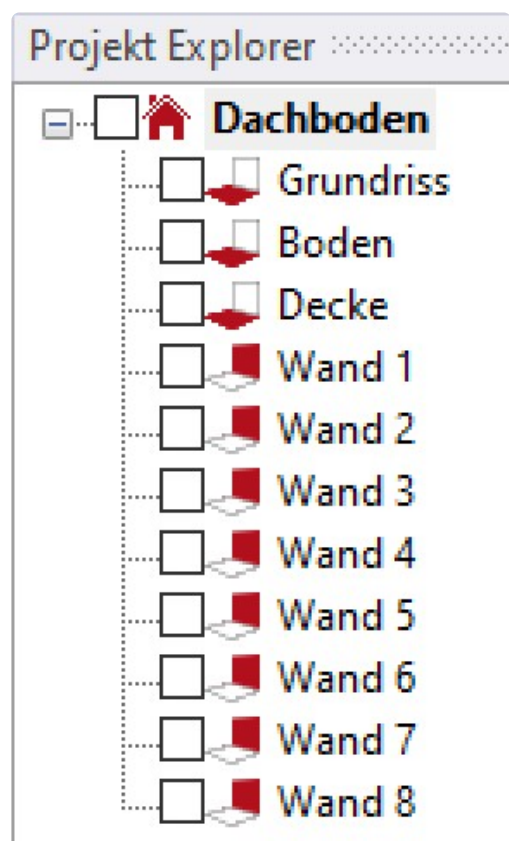 Projekt Explorer
Dachboden
Grundriss
Boden
Decke
Wand 1
Wand 2
Wand 3
Wand 4
Wand 5
Wand 6
Wand 7
Wand 8